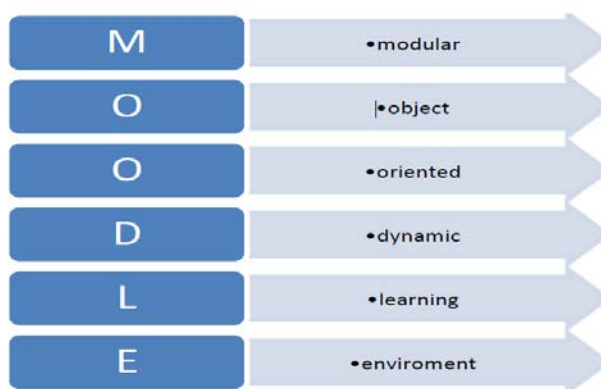 M •modular
O •object
O •oriented
D •dynamic
L •learning
E •enviroment